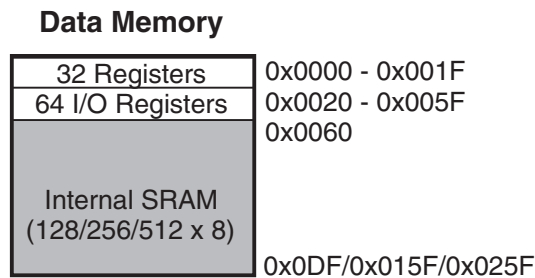 Data Memory
32 Registers 0x0000 - 0x001F
64 I/O Registers 0x0020 - 0x005F
0x0060
Internal SRAM
(128/256/512 x 8)
0x0DF/0x015F/0x025F